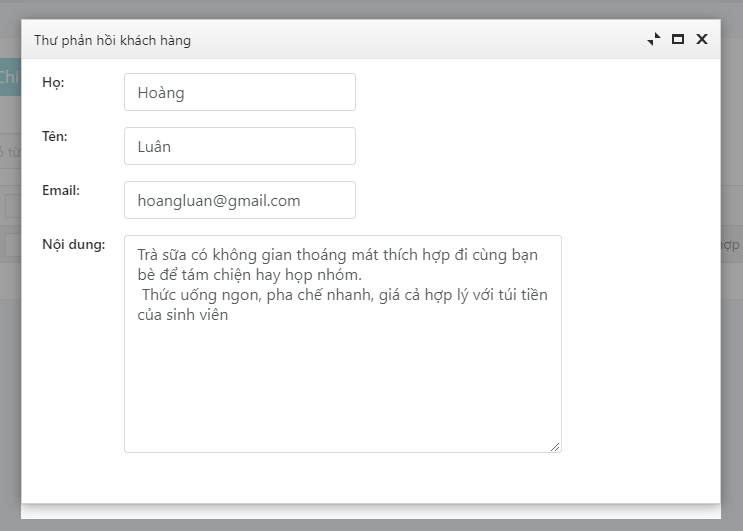 Thư phản hồi khách hàng
Chi
Họ:
Hoàng
Tên:
Luân
Email:
hoangluan@gmail.com
Nội dung:
Trà sữa có không gian thoáng mát thích hợp đi cùng bạn
bè để tám chiện hay họp nhóm.
Thức uống ngon, pha chế nhanh, giá cả hợp lý với túi tiền
của sinh viên